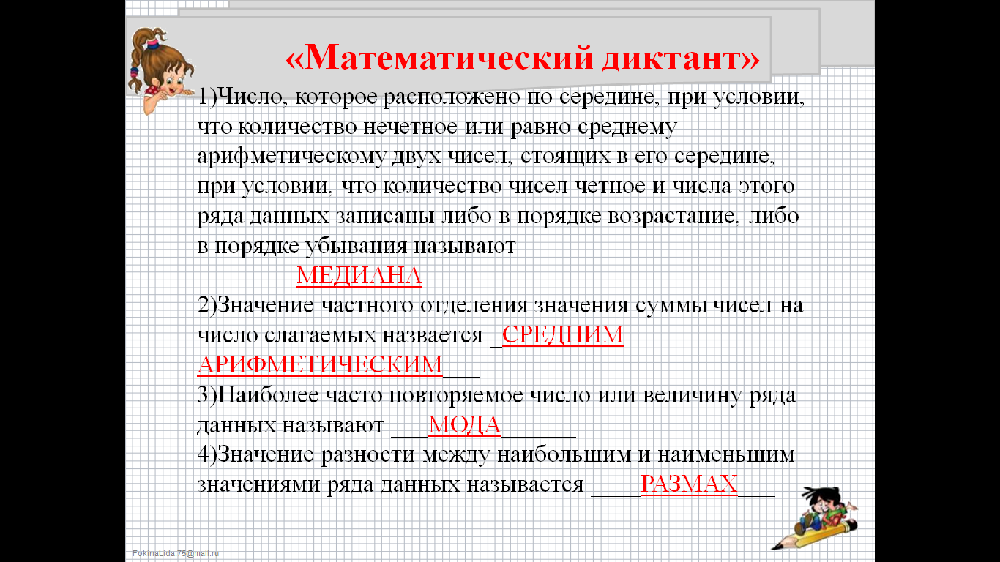 «Математический диктант»
1)Число, которое расположено по середине, при условии,
что количество нечетное или равно среднему
арифметическому двух чисел, стоящих в его середине,
при условии, что количество чисел четное и числа этого
ряда данных записаны либо в порядке возрастание, либо
в порядке убывания называют
________МЕДИАНА___________
2)Значение частного отделения значения суммы чисел на
число слагаемых назвается _СРЕДНИМ
АРИФМЕТИЧЕСКИМ___
3)Наиболее часто повторяемое число или величину ряда
данных называют ___МОДА______
4)Значение разности между наибольшим и наименьшим
значениями ряда данных называется ____РАЗМАХ___
FokinaLida.75@mail.ru